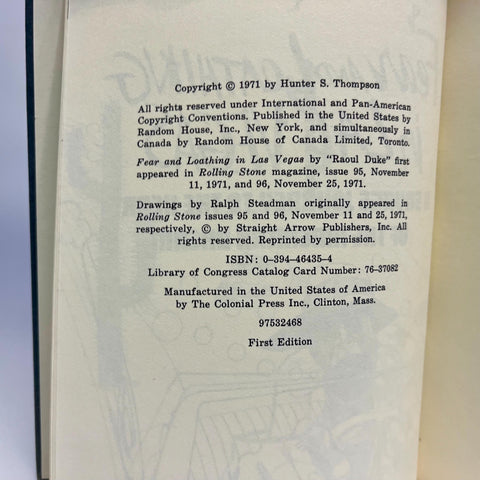 Copyright © 1971 by Hunter S. Thompson
All rights reserved under International and Pan-American
Copyright Conventions. Published in the United States by
Random House, Inc., New York, and simultaneously in
Canada by Random House of Canada Limited, Toronto.
Fear and Loathing in Las Vegas by "Raoul Duke" first
appeared in Rolling Stone magazine, issue 95, November
11, 1971, and 96, November 25, 1971.
Drawings by Ralph Steadman originally appeared in
Rolling Stone issues 95 and 96, November 11 and 25, 1971,
respectively, © by Straight Arrow Publishers, Inc. All
rights reserved. Reprinted by permission.
ISBN: 0-394-46435-4
Library of Congress Catalog Card Number: 76-37082
Manufactured in the United States of America
by The Colonial Press Inc., Clinton, Mass.
97532468
First Edition